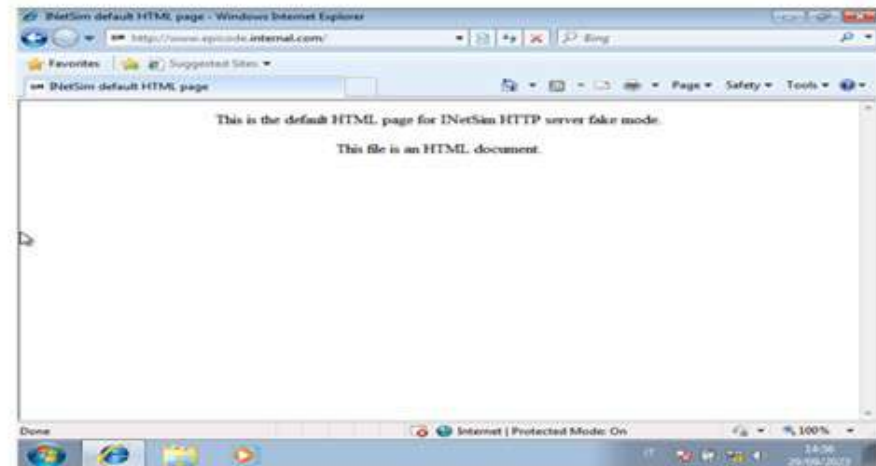 INetSim default HTML page - Windows Internet Explorer
http://www.epicode.internal.com/
Bing
Favorites Suggested Sites
INetSim default HTML page
Page Safety Tools
This is the default HTML page for INetSim HTTP server fake mode.
This file is an HTML document.
Done
Internet | Protected Mode: On
100%
IT
14:56